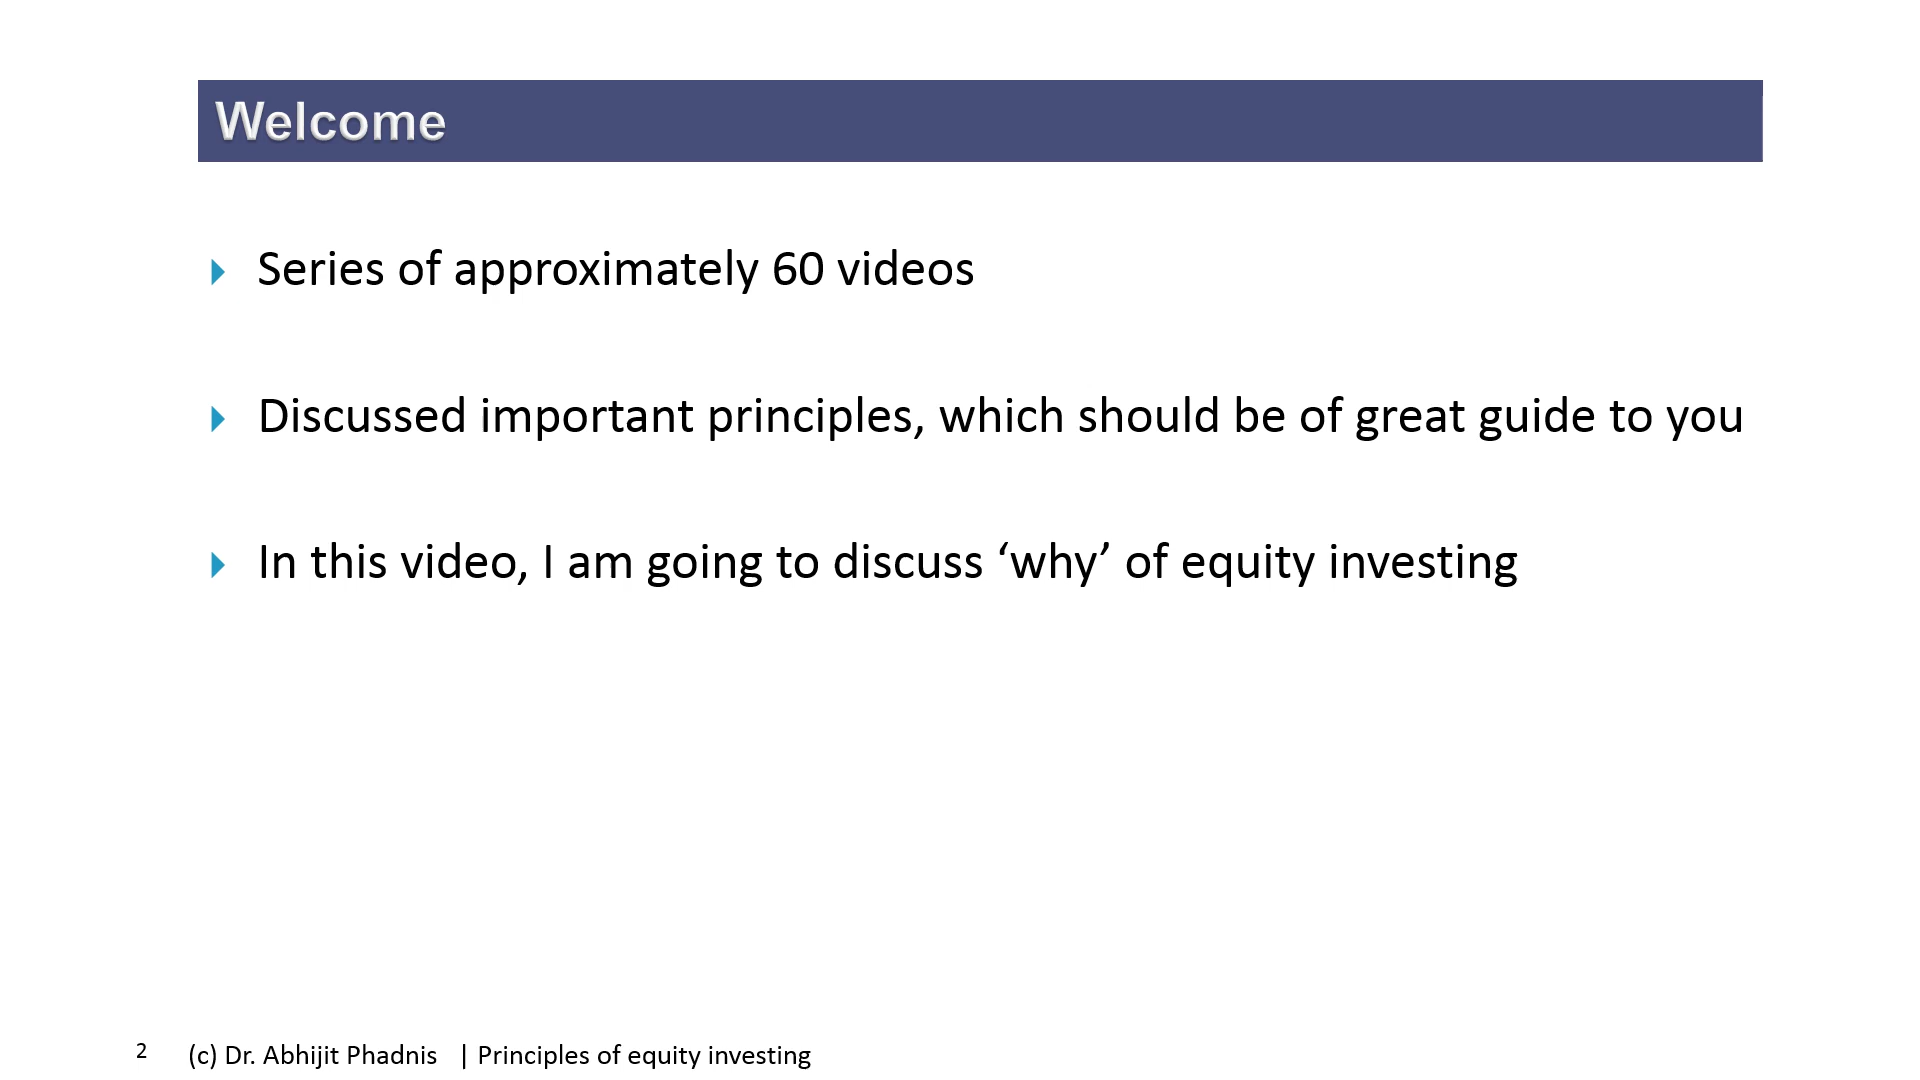 Welcome
Series of approximately 60 videos
Discussed important principles, which should be of great guide to you
In this video, I am going to discuss ‘why’ of equity investing
2 (c) Dr. Abhijit Phadnis | Principles of equity investing